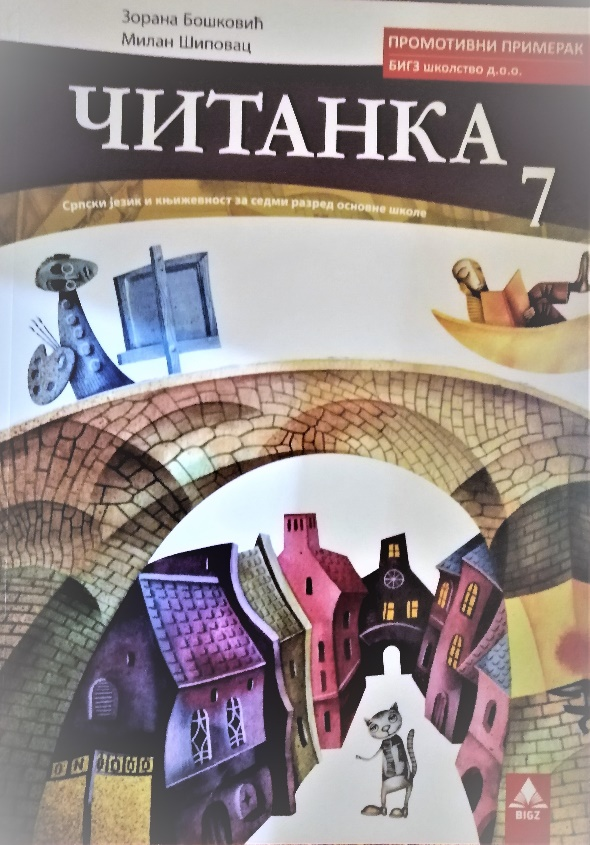 Зорана Бошковић
Милан Шиповац
ПРОМОТИВНИ ПРИМЕРАК
БИГЗ школство д.о.о.
ЧИТАНКА
7
Српски језик и књижевност за седми разред основне школе
BIGZ